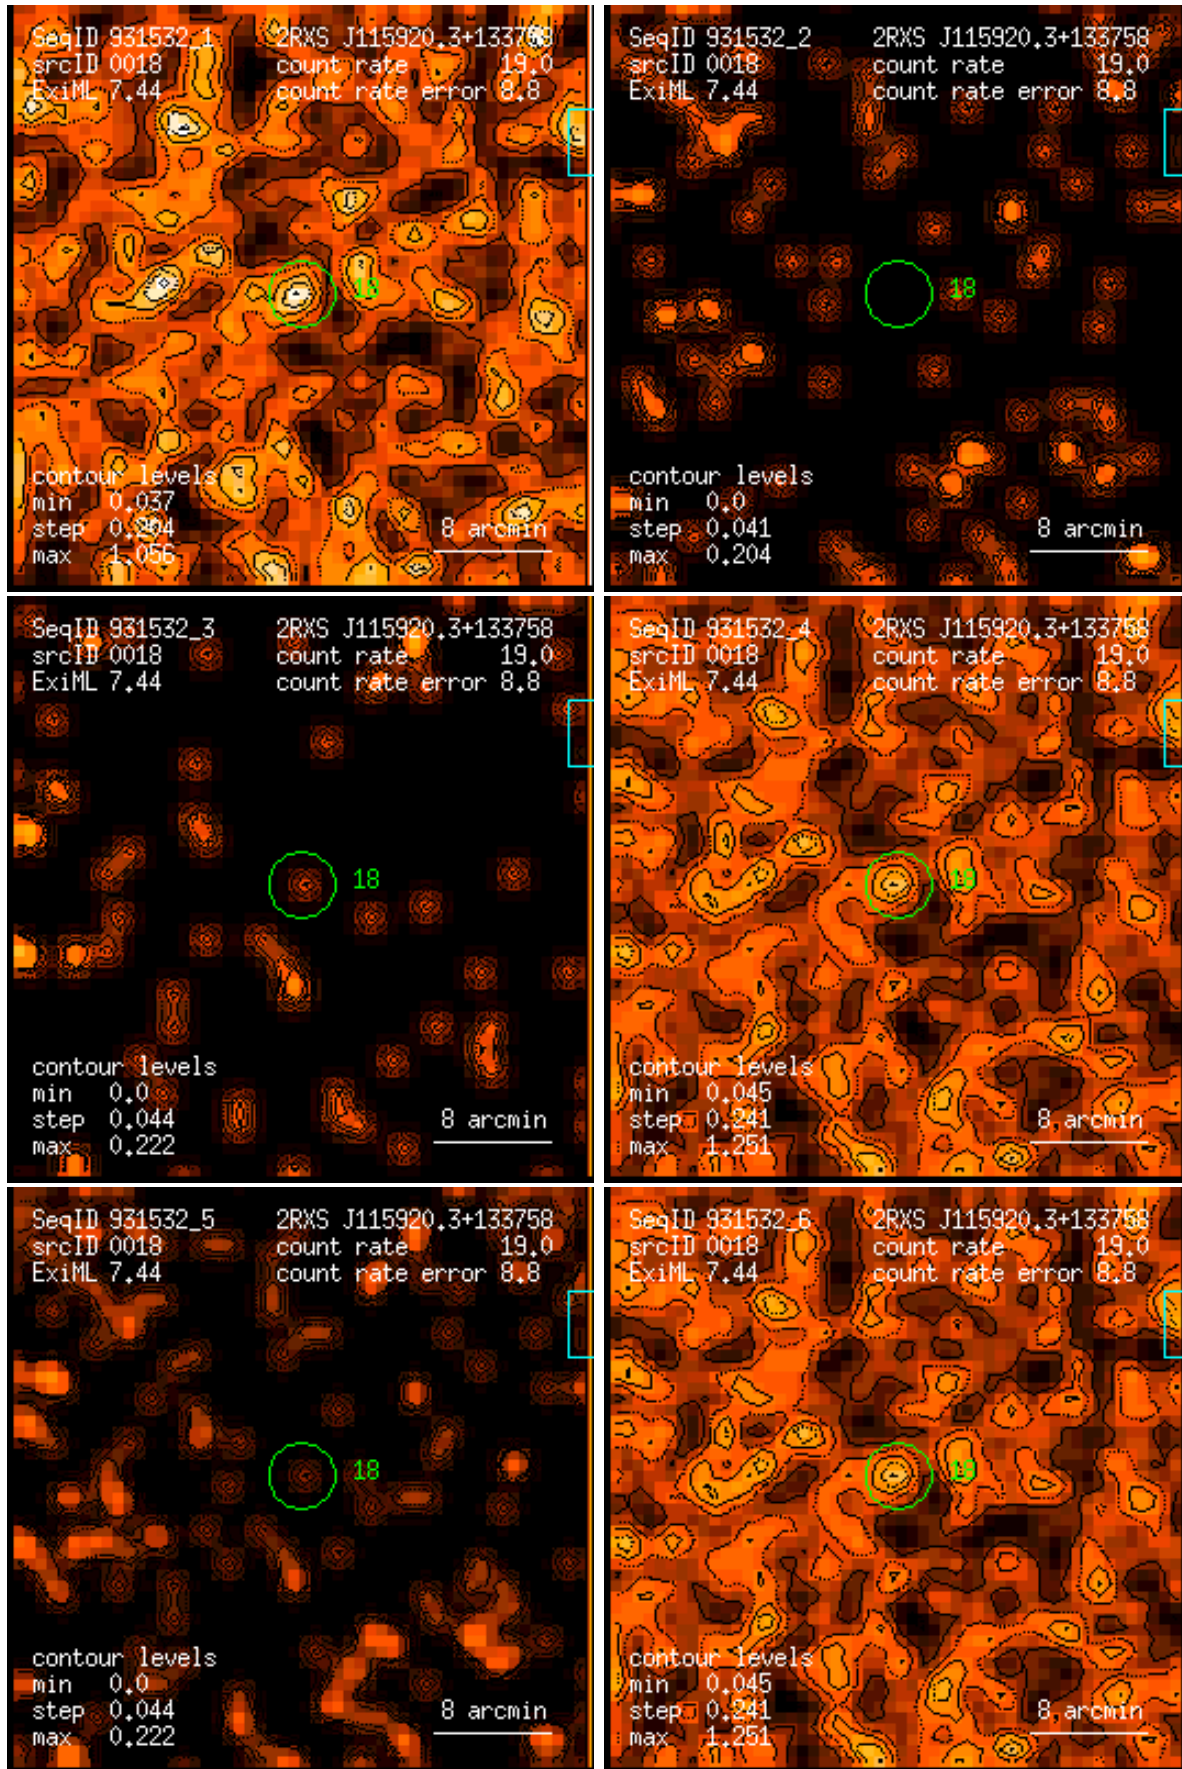 SeqID 931532_1 2RXS J115920.3+133758
srcID 0018 count rate 19.0
ExiML 7.44 count rate error 8.8
18
contour levels
min 0.037
step 0.204 8 arcmin
max 1.056
SeqID 931532_2 2RXS J115920.3+133758
srcID 0018 count rate 19.0
ExiML 7.44 count rate error 8.8
18
contour levels
min 0.0
step 0.041 8 arcmin
max 0.204
SeqID 931532_3 2RXS J115920.3+133758
srcID 0018 count rate 19.0
ExiML 7.44 count rate error 8.8
18
contour levels
min 0.0
step 0.044 8 arcmin
max 0.222
SeqID 931532_4 2RXS J115920.3+133758
srcID 0018 count rate 19.0
ExiML 7.44 count rate error 8.8
18
contour levels
min 0.045
step 0.241 8 arcmin
max 1.251
SeqID 931532_5 2RXS J115920.3+133758
srcID 0018 count rate 19.0
ExiML 7.44 count rate error 8.8
18
contour levels
min 0.0
step 0.044 8 arcmin
max 0.222
SeqID 931532_6 2RXS J115920.3+133758
srcID 0018 count rate 19.0
ExiML 7.44 count rate error 8.8
18
contour levels
min 0.045
step 0.241 8 arcmin
max 1.251